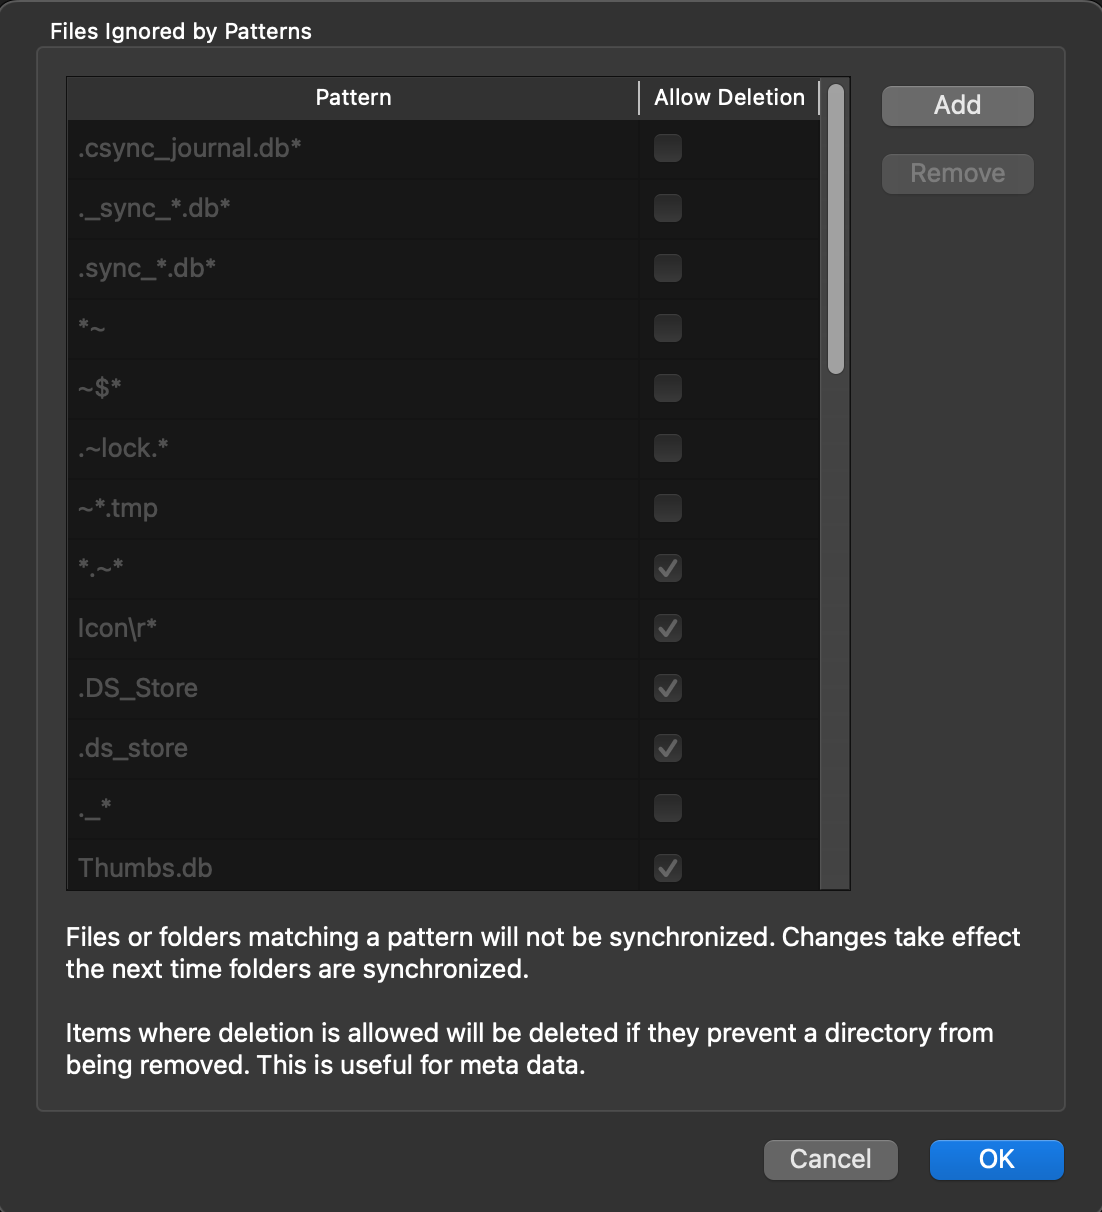 Files Ignored by Patterns
Pattern Allow Deletion
Add
.csync_journal.db*
Remove
._sync_*.db*
.sync_*.db*
*~
~$*
.~lock.*
~*.tmp
*.~*
Icon\r*
.DS_Store
.ds_store
._*
Thumbs.db
Files or folders matching a pattern will not be synchronized. Changes take effect
the next time folders are synchronized.
Items where deletion is allowed will be deleted if they prevent a directory from
being removed. This is useful for meta data.
Cancel OK